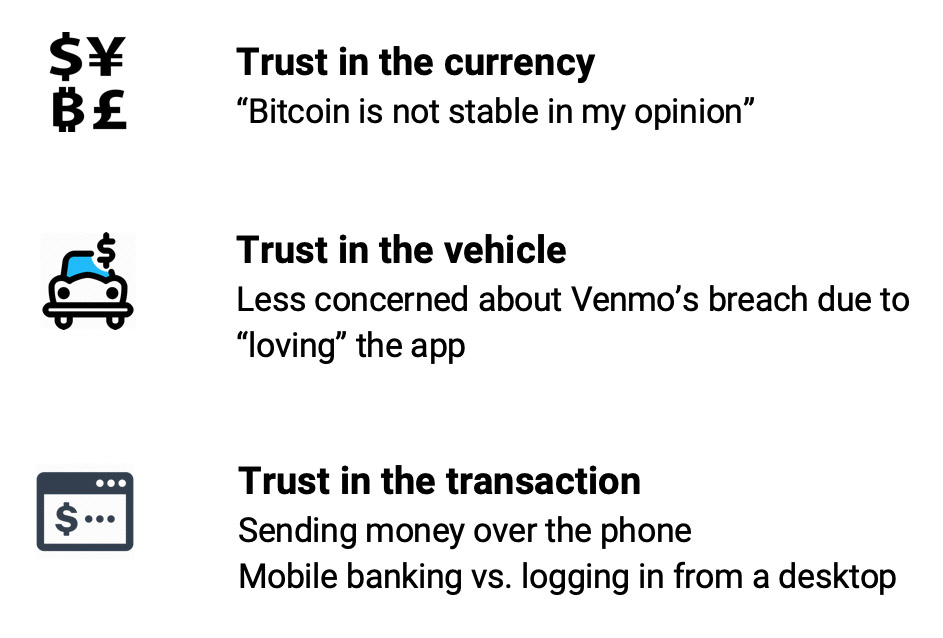 $¥
₿£
Trust in the currency
“Bitcoin is not stable in my opinion”
$
Trust in the vehicle
Less concerned about Venmo’s breach due to
“loving” the app
$···
Trust in the transaction
Sending money over the phone
Mobile banking vs. logging in from a desktop